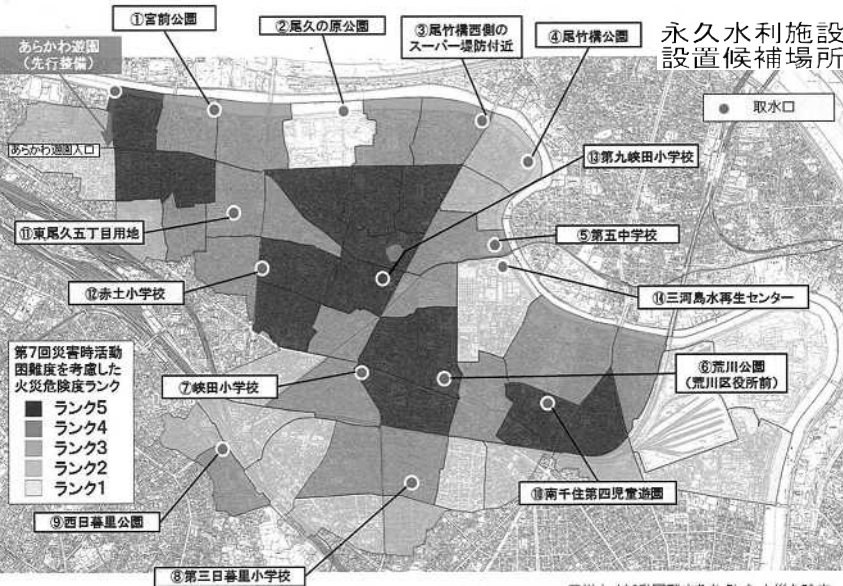 永久水利施設
設置候補場所
①宮前公園
②尾久の原公園
③尾竹橋西側の
スーパー堤防付近
④尾竹橋公園
あらかわ遊園
(先行整備)
取水口
あらかわ遊園入口
⑬第九峡田小学校
⑪東尾久五丁目用地
⑤第五中学校
⑫赤土小学校
⑭三河島水再生センター
第7回災害時活動
困難度を考慮した
火災危険度ランク
ランク5
ランク4
ランク3
ランク2
ランク1
⑦峡田小学校
⑥荒川公園
(荒川区役所前)
⑩南千住第四児童遊園
⑨西日暮里公園
⑧第三日暮里小学校